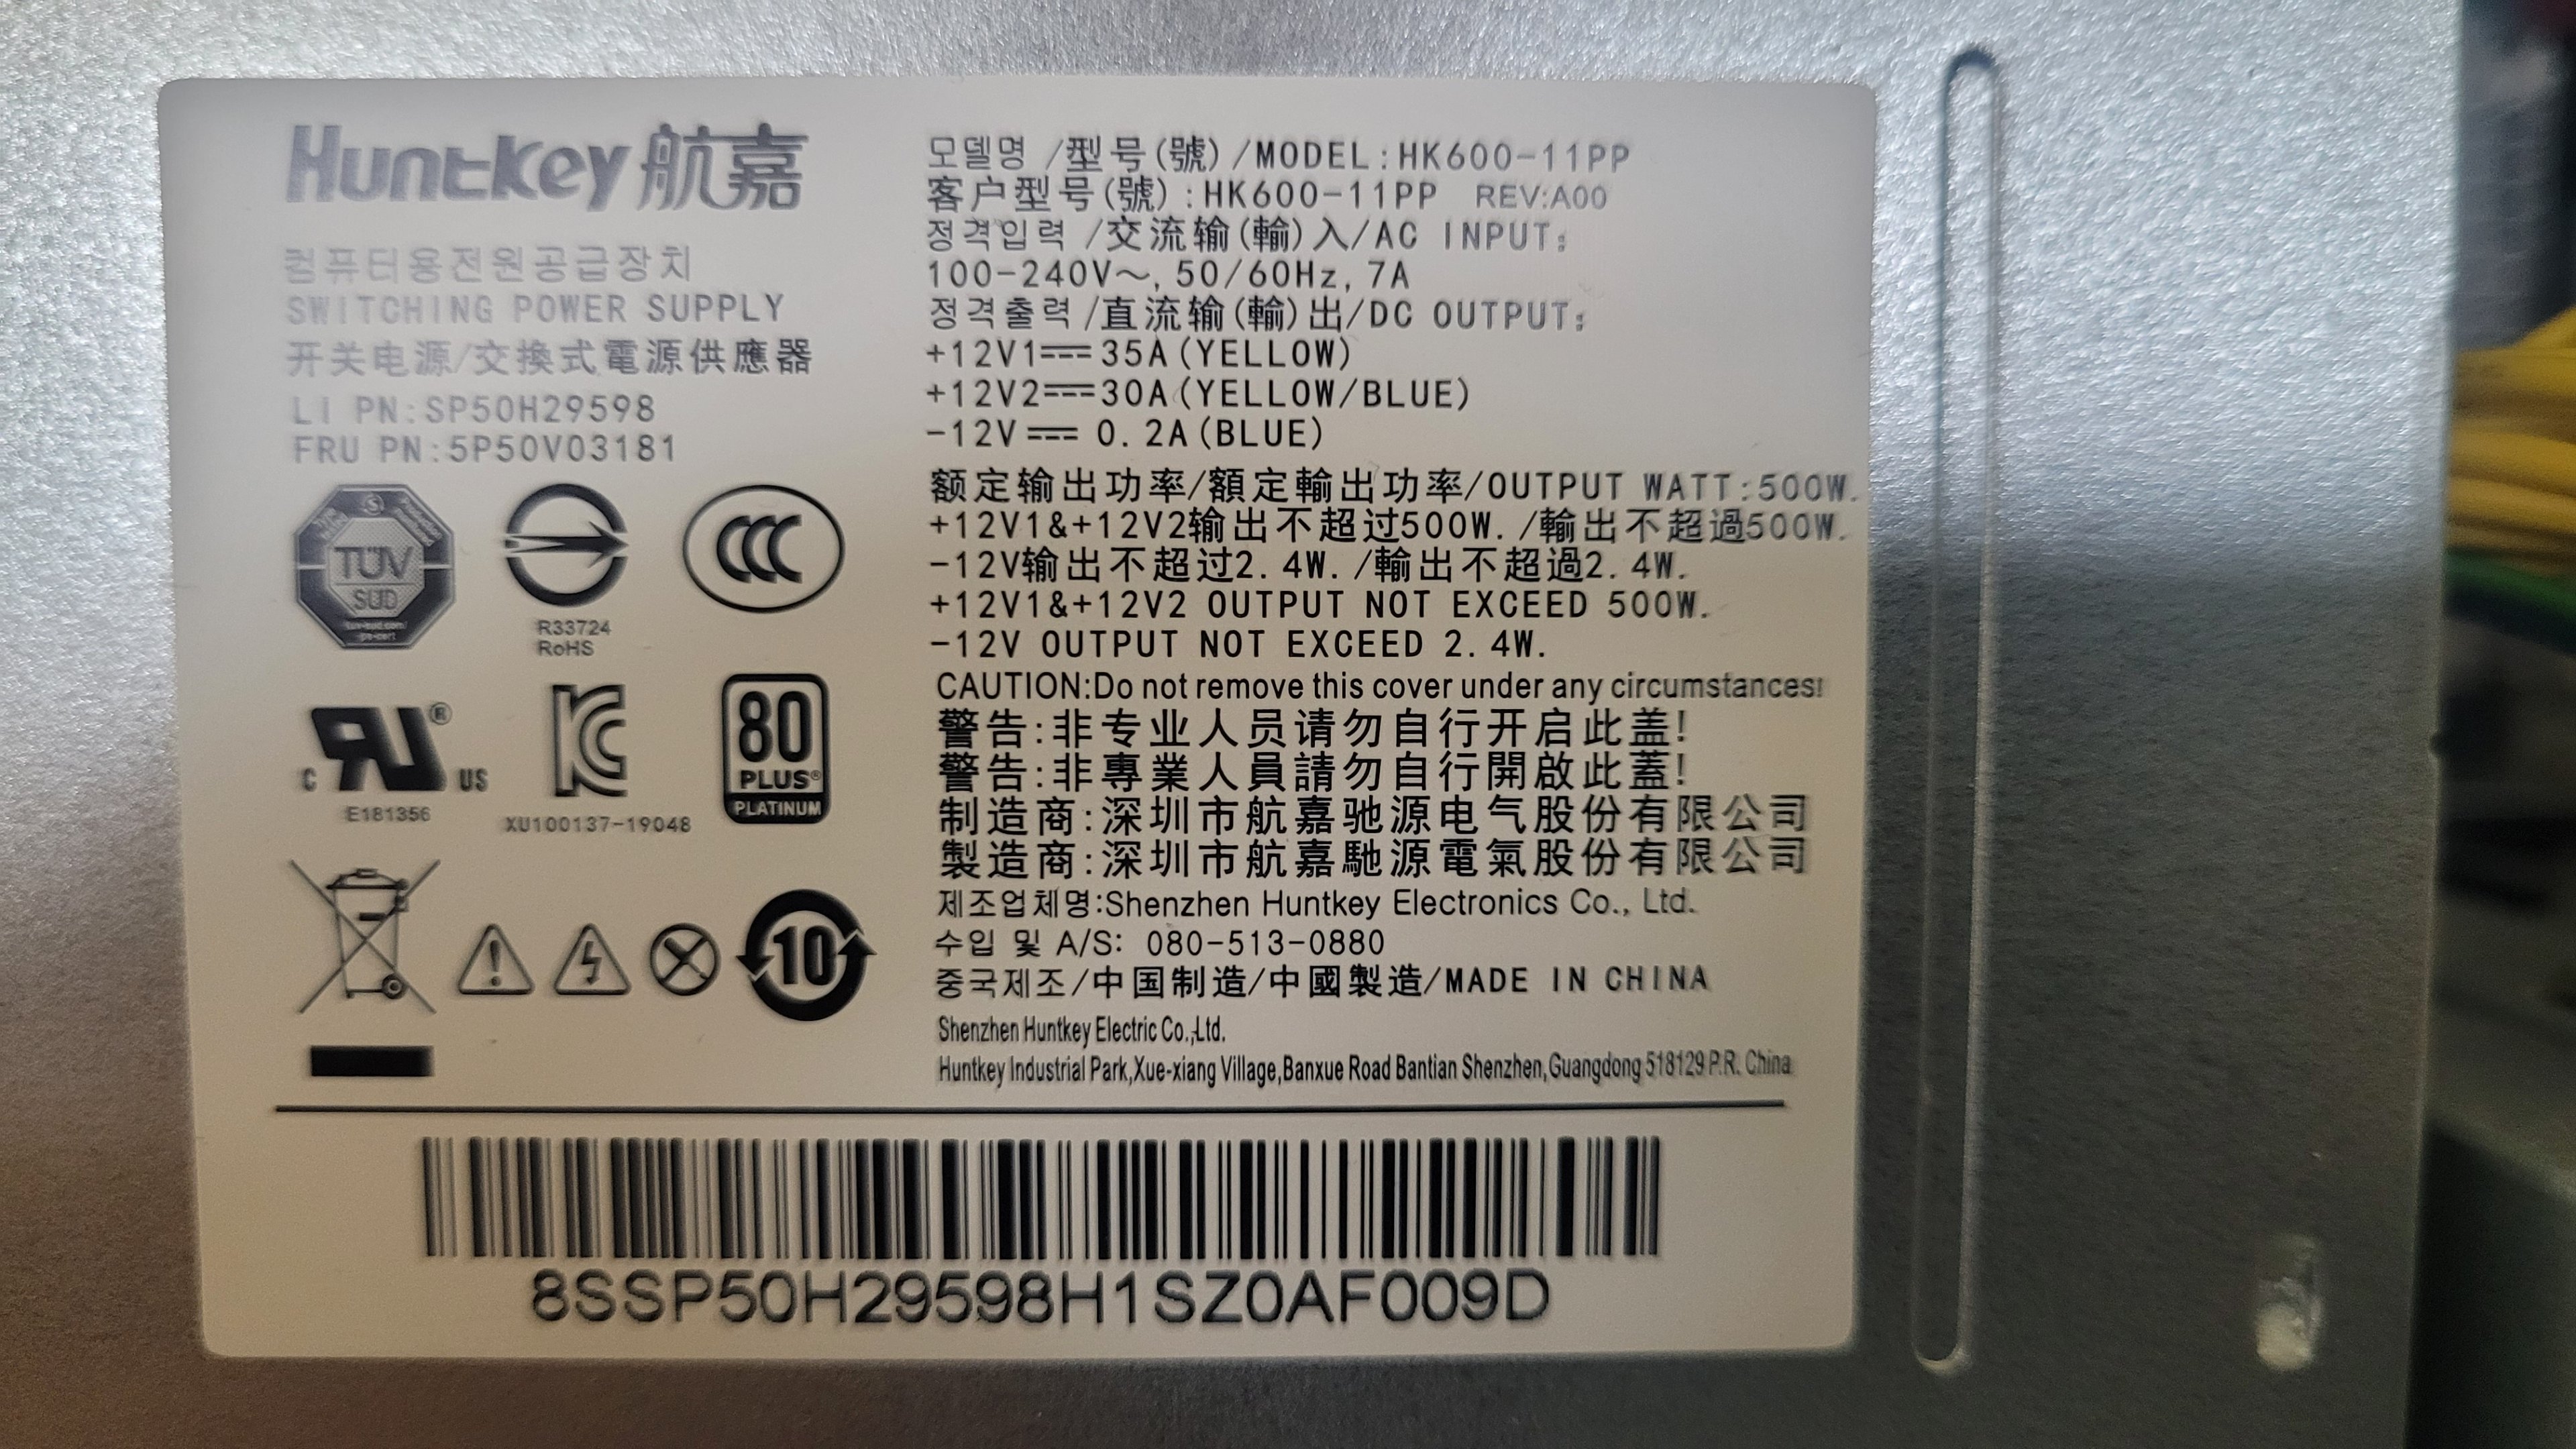 Huntkey 航嘉
컴퓨터용전원공급장치
SWITCHING POWER SUPPLY
开关电源/交換式電源供應器
LI PN:SP50H29598
FRU PN:5P50V03181
TÜV
SUD
tuv-sud.com/
ps-cert
R33724
RoHS
CCC
c RU ® US
E181356
KC
XU100137-19048
80
PLUS®
PLATINUM
10
모델명 /型号(號)/MODEL:HK600-11PP
客户型号(號):HK600-11PP REV:A00
정격입력 /交流输(輸)入/AC INPUT:
100-240V~, 50/60Hz, 7A
정격출력 /直流输(輸)出/DC OUTPUT:
+12V1⎓35A(YELLOW)
+12V2⎓30A(YELLOW/BLUE)
-12V⎓ 0.2A(BLUE)
额定输出功率/額定輸出功率/OUTPUT WATT:500W.
+12V1&+12V2输出不超过500W./輸出不超過500W.
-12V输出不超过2.4W./輸出不超過2.4W.
+12V1&+12V2 OUTPUT NOT EXCEED 500W.
-12V OUTPUT NOT EXCEED 2.4W.
CAUTION:Do not remove this cover under any circumstances!
警告:非专业人员请勿自行开启此盖!
警告:非專業人員請勿自行開啟此蓋!
制造商:深圳市航嘉驰源电气股份有限公司
製造商:深圳市航嘉馳源電氣股份有限公司
제조업체명:Shenzhen Huntkey Electronics Co., Ltd.
수입 및 A/S: 080-513-0880
중국제조/中国制造/中國製造/MADE IN CHINA
Shenzhen Huntkey Electric Co.,Ltd.
Huntkey Industrial Park,Xue-xiang Village,Banxue Road Bantian Shenzhen,Guangdong 518129 P.R. China
8SSP50H29598H1SZ0AF009D